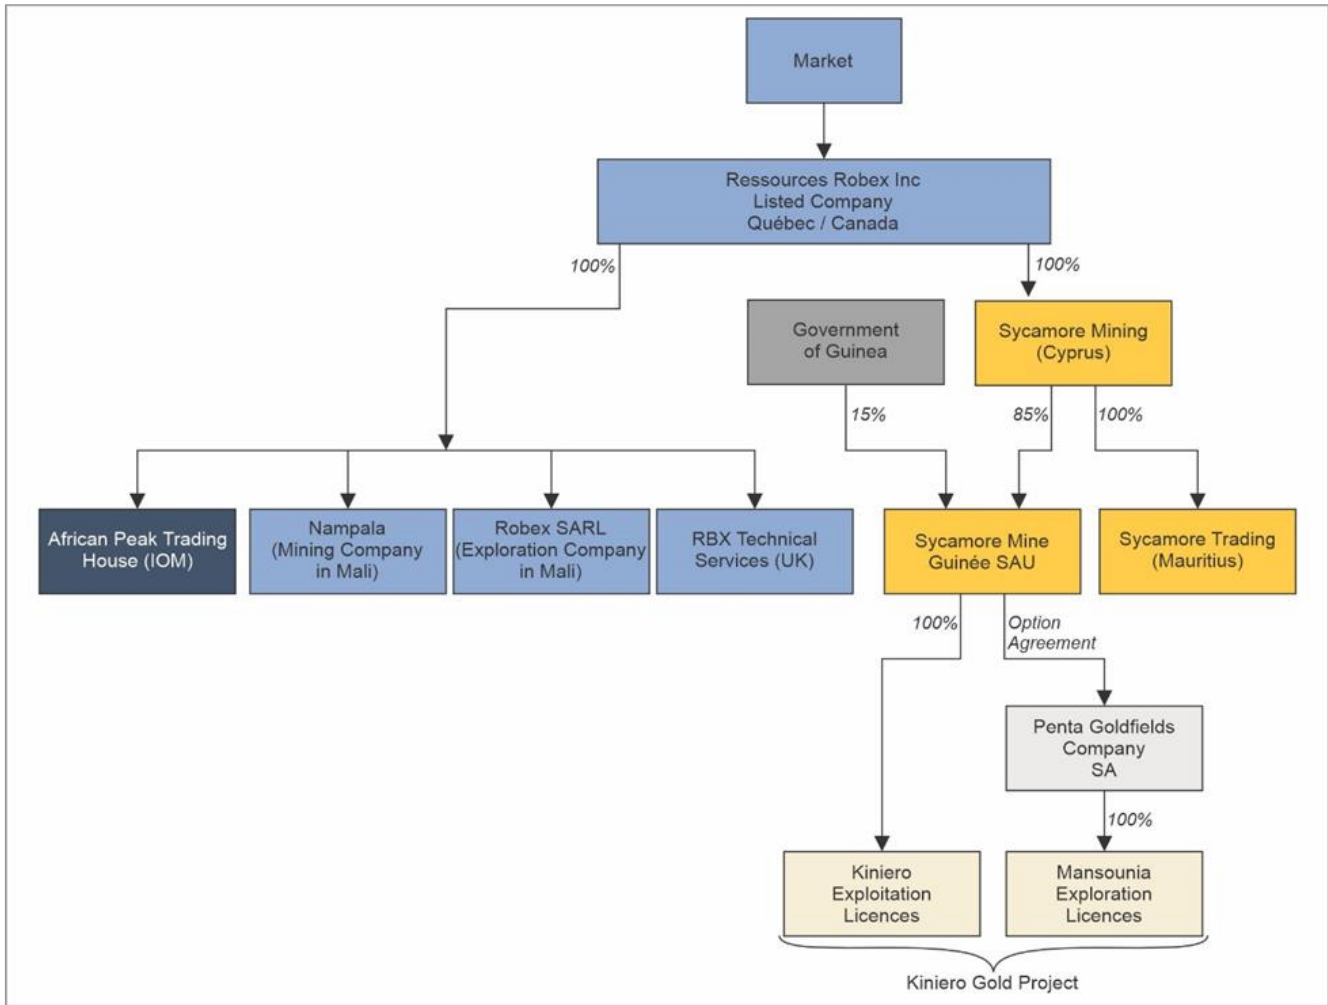 Market
Ressources Robex Inc
Listed Company
Québec / Canada
100%
100%
Government
of Guinea
Sycamore Mining
(Cyprus)
15%
85%
100%
African Peak Trading
House (IOM)
Nampala
(Mining Company
in Mali)
Robex SARL
(Exploration Company
in Mali)
RBX Technical
Services (UK)
Sycamore Mine
Guinée SAU
Sycamore Trading
(Mauritius)
100%
Option
Agreement
Penta Goldfields
Company
SA
100%
Kiniero
Exploitation
Licences
Mansounia
Exploration
Licences
Kiniero Gold Project